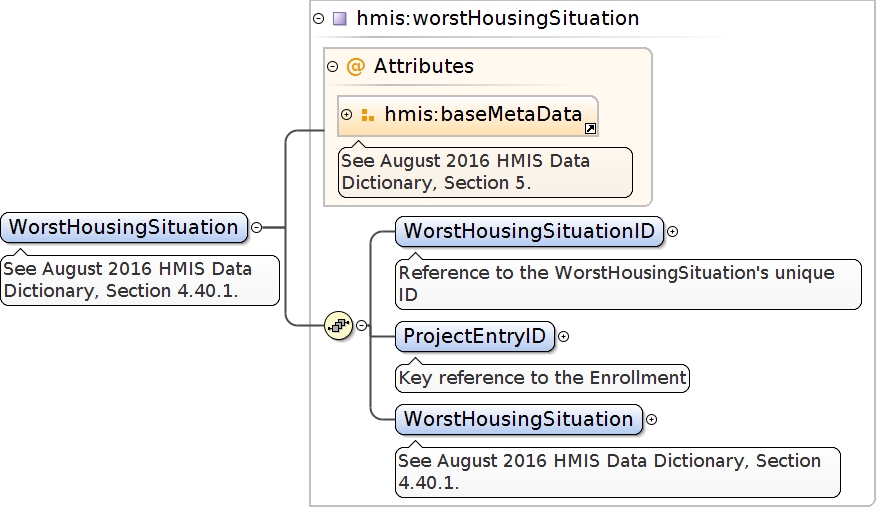 hmis:worstHousingSituation
@ Attributes
hmis:baseMetaData
See August 2016 HMIS Data
Dictionary, Section 5.
WorstHousingSituation
See August 2016 HMIS Data
Dictionary, Section 4.40.1.
WorstHousingSituationID
Reference to the WorstHousingSituation's unique
ID
ProjectEntryID
Key reference to the Enrollment
WorstHousingSituation
See August 2016 HMIS Data Dictionary, Section
4.40.1.